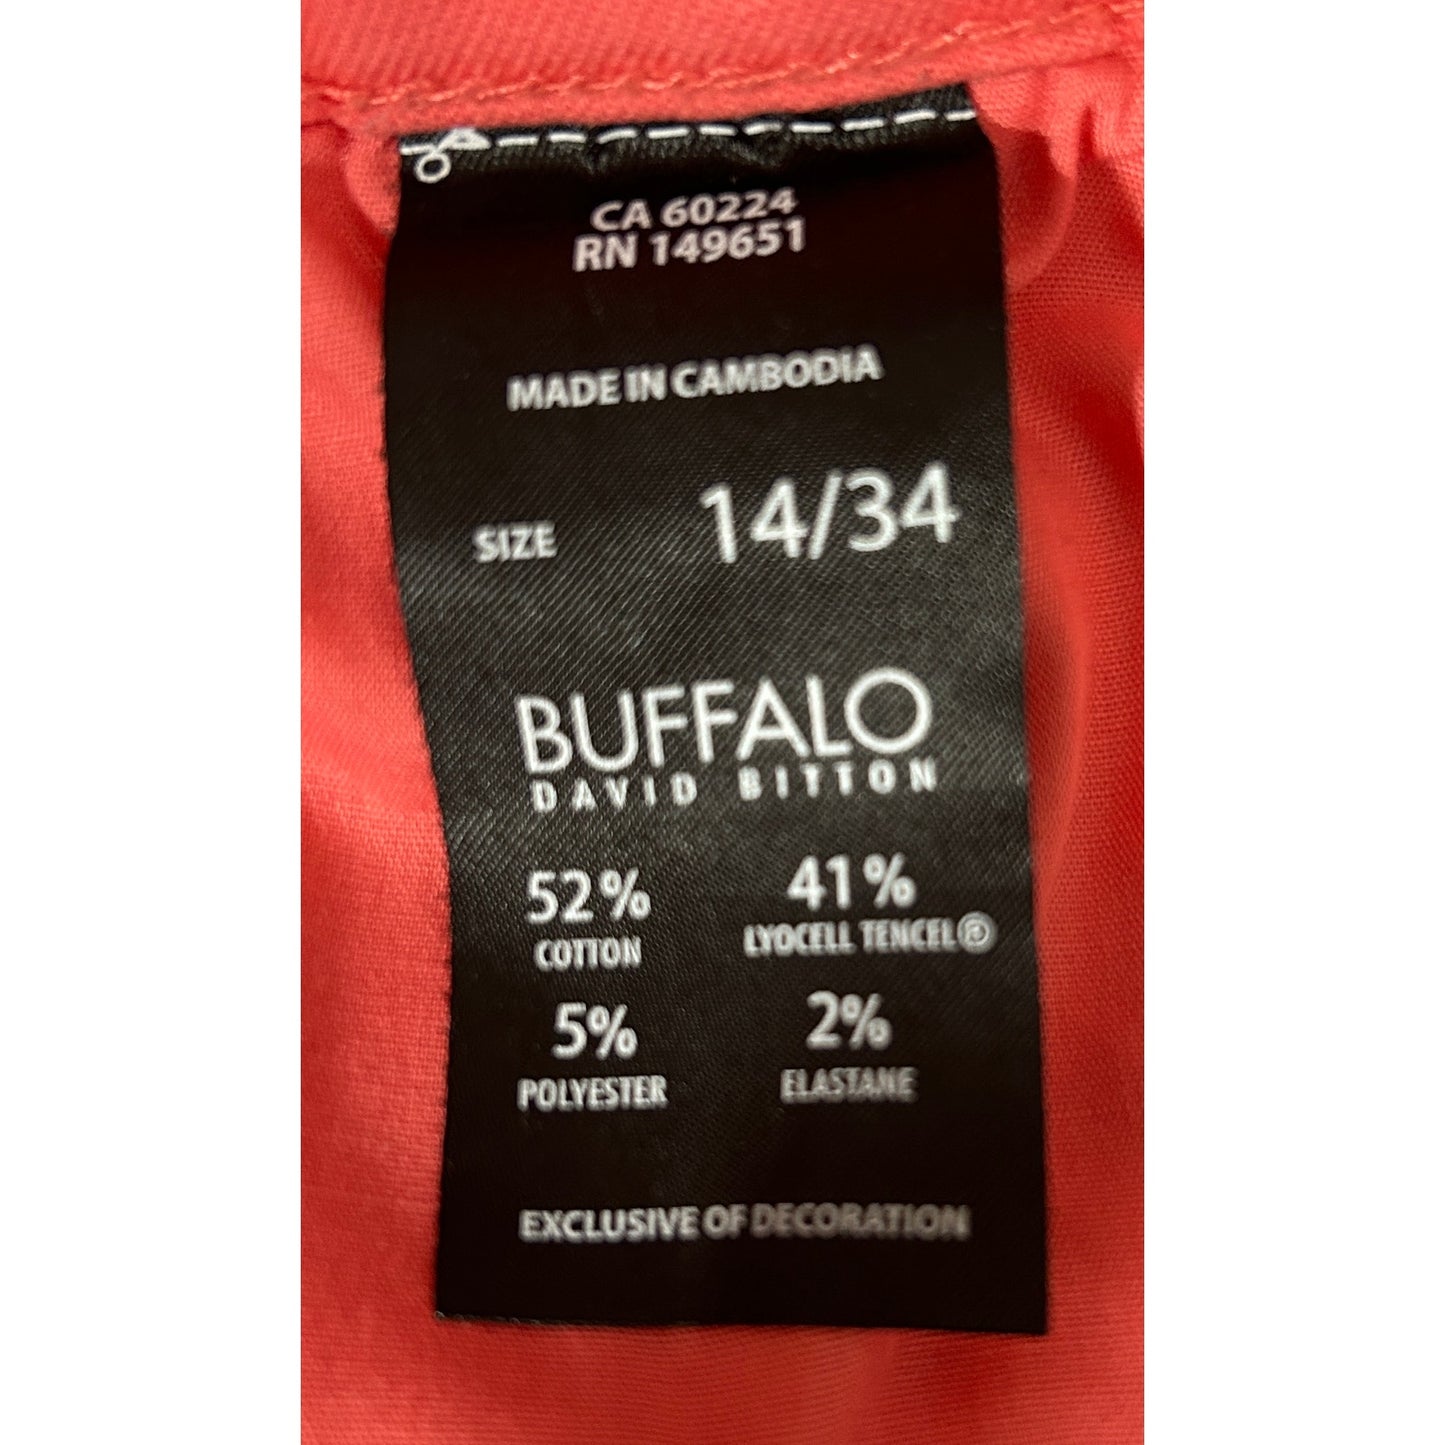 CA 60224
RN 149651
MADE IN CAMBODIA
SIZE 14/34
BUFFALO
DAVID BITTON
52% 41%
COTTON LYOCELL TENCEL®
5% 2%
POLYESTER ELASTANE
EXCLUSIVE OF DECORATION